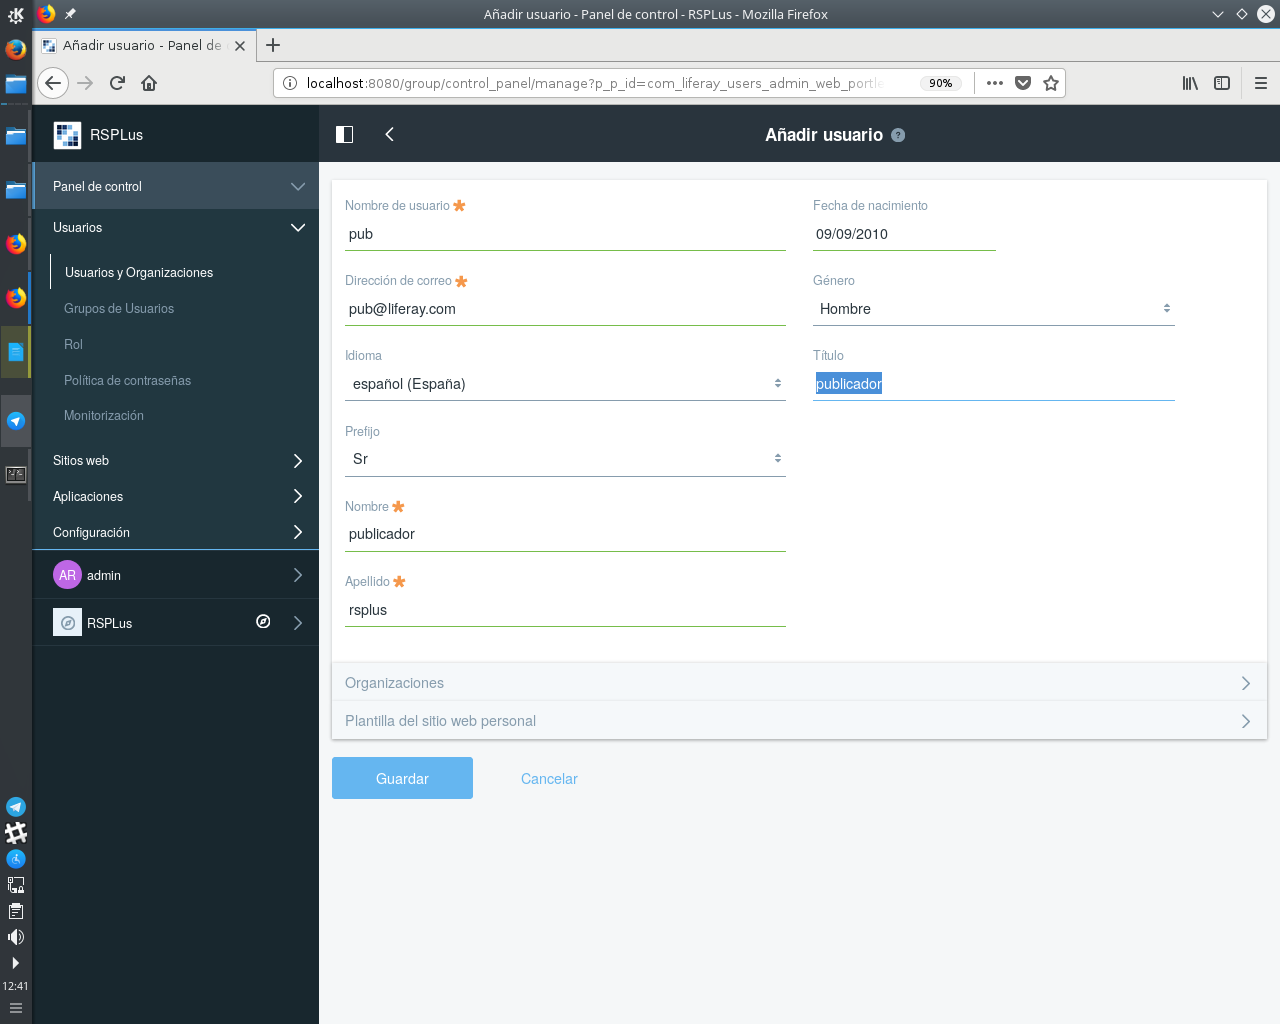 Añadir usuario - Panel de control - RSPLus - Mozilla Firefox
Añadir usuario - Panel de
localhost:8080/group/control_panel/manage?p_p_id=com_liferay_users_admin_web_portle
90%
RSPLus
Añadir usuario
Panel de control
Usuarios
Usuarios y Organizaciones
Grupos de Usuarios
Rol
Política de contraseñas
Monitorización
Sitios web
Aplicaciones
Configuración
AR admin
RSPLus
Nombre de usuario
pub
Dirección de correo
pub@liferay.com
Idioma
español (España)
Prefijo
Sr
Nombre
publicador
Apellido
rsplus
Fecha de nacimiento
09/09/2010
Género
Hombre
Título
publicador
Organizaciones
Plantilla del sitio web personal
Guardar
Cancelar
12:41